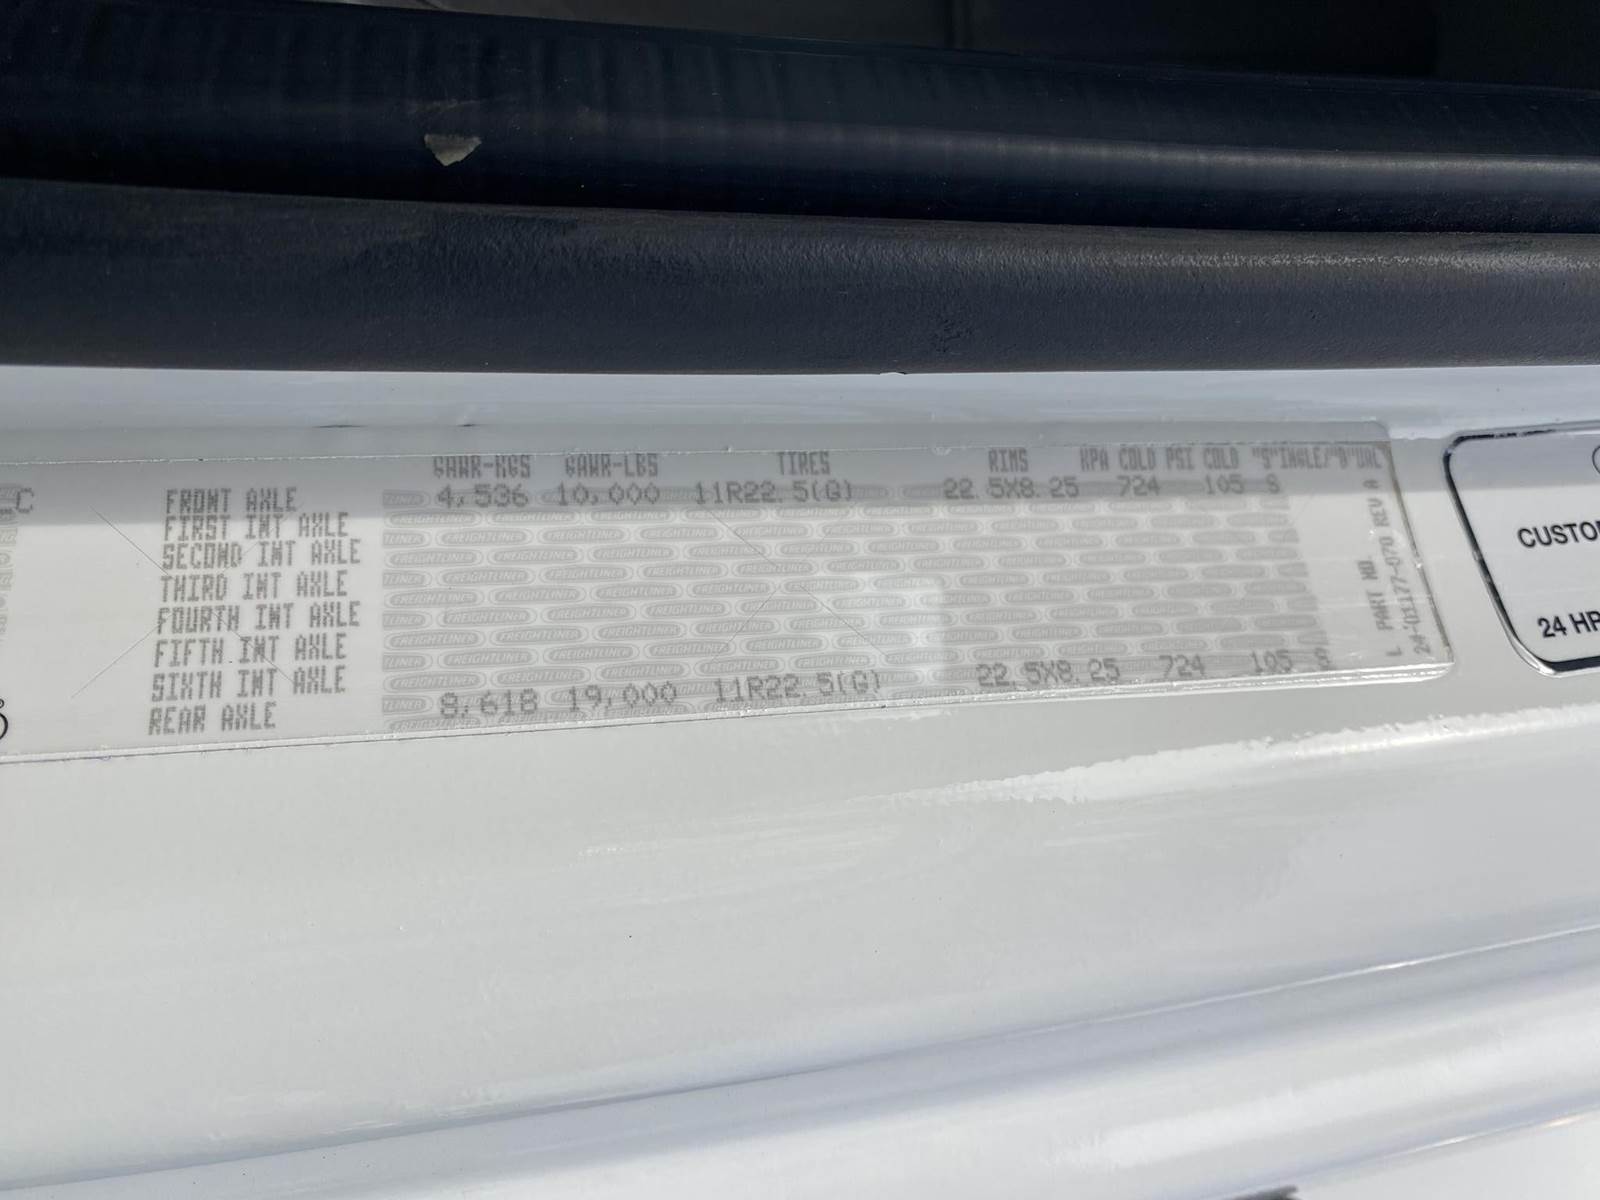 GAWR-KGS GAWR-LBS TIRES RIMS KPA COLD PSI COLD "S"INGLE/"D"UAL
C FRONT AXLE 4,536 10,000 11R22.5(G) 22.5X8.25 724 105 S
FIRST INT AXLE
SECOND INT AXLE
THIRD INT AXLE
FOURTH INT AXLE
FIFTH INT AXLE
SIXTH INT AXLE
REAR AXLE 8,618 19,000 11R22.5(G) 22.5X8.25 724 105 S
FREIGHTLINER
L PART NO.
24-01177-070 REV A
CUSTO
24 HR